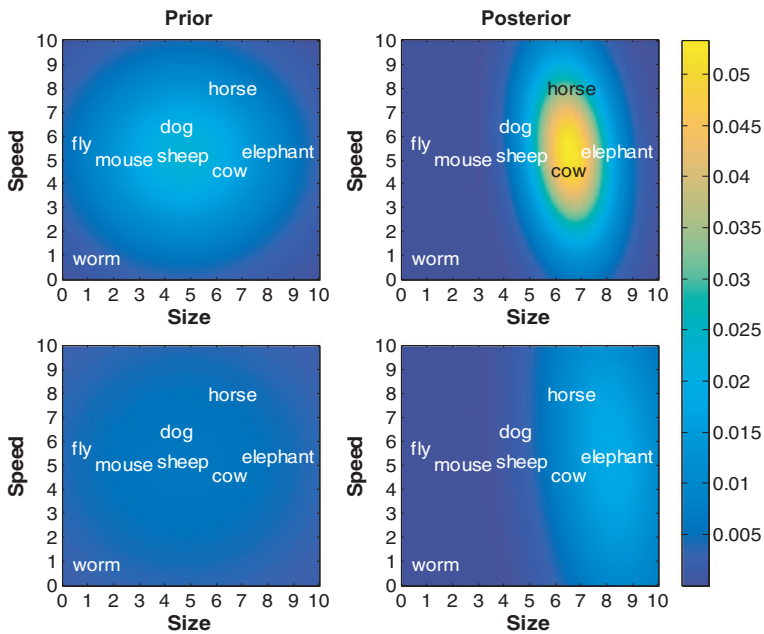 Prior
Posterior
10
9
8
7
6
5
4
3
2
1
0
Speed
horse
dog
fly
mouse
sheep
elephant
cow
worm
0 1 2 3 4 5 6 7 8 9 10
Size
10
9
8
7
6
5
4
3
2
1
0
Speed
horse
dog
fly
mouse
sheep
elephant
cow
worm
0 1 2 3 4 5 6 7 8 9 10
Size
10
9
8
7
6
5
4
3
2
1
0
Speed
horse
dog
fly
mouse
sheep
elephant
cow
worm
0 1 2 3 4 5 6 7 8 9 10
Size
10
9
8
7
6
5
4
3
2
1
0
Speed
horse
dog
fly
mouse
sheep
elephant
cow
worm
0 1 2 3 4 5 6 7 8 9 10
Size
0.05
0.045
0.04
0.035
0.03
0.025
0.02
0.015
0.01
0.005